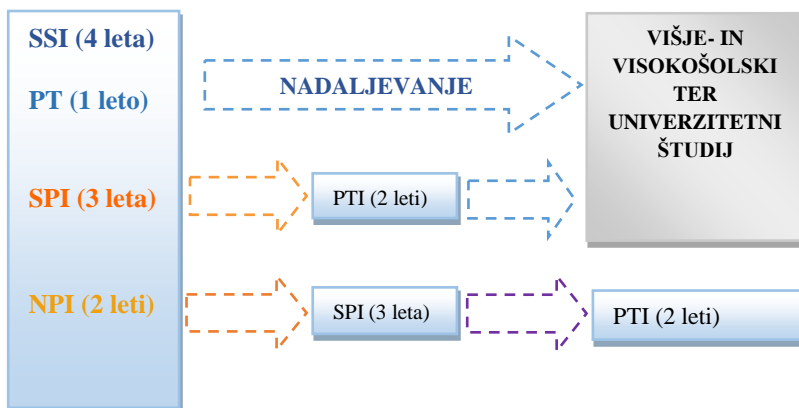 SSI (4 leta)
PT (1 leto)
NADALJEVANJE
VIŠJE- IN
VISOKOŠOLSKI
TER
UNIVERZITETNI
ŠTUDIJ
SPI (3 leta)
PTI (2 leti)
NPI (2 leti)
SPI (3 leta)
PTI (2 leti)